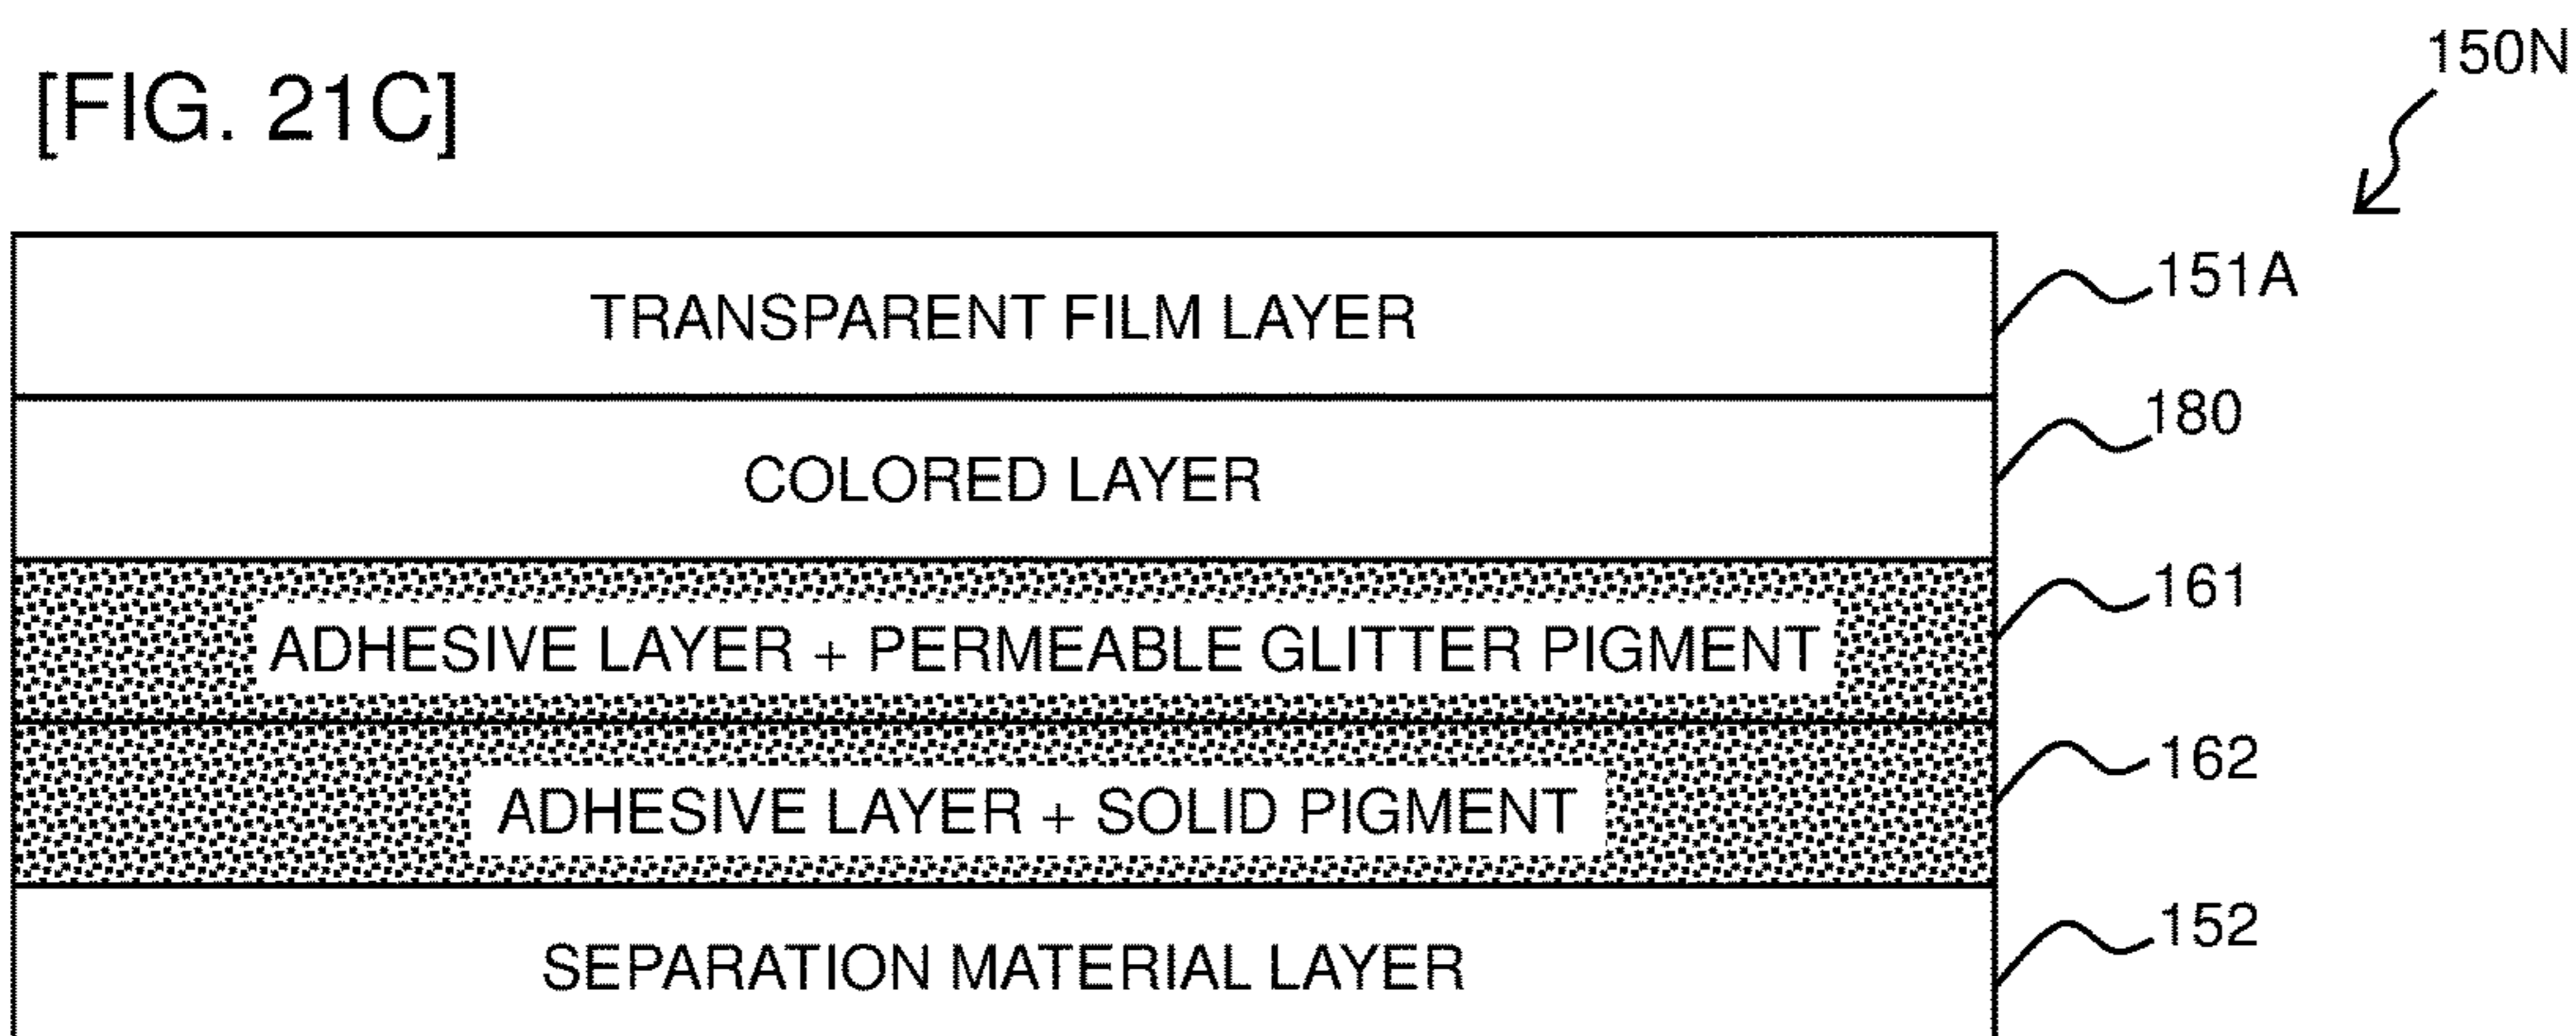 150N
[FIG. 21C]
TRANSPARENT FILM LAYER
151A
COLORED LAYER
180
ADHESIVE LAYER + PERMEABLE GLITTER PIGMENT
161
ADHESIVE LAYER + SOLID PIGMENT
162
SEPARATION MATERIAL LAYER
152